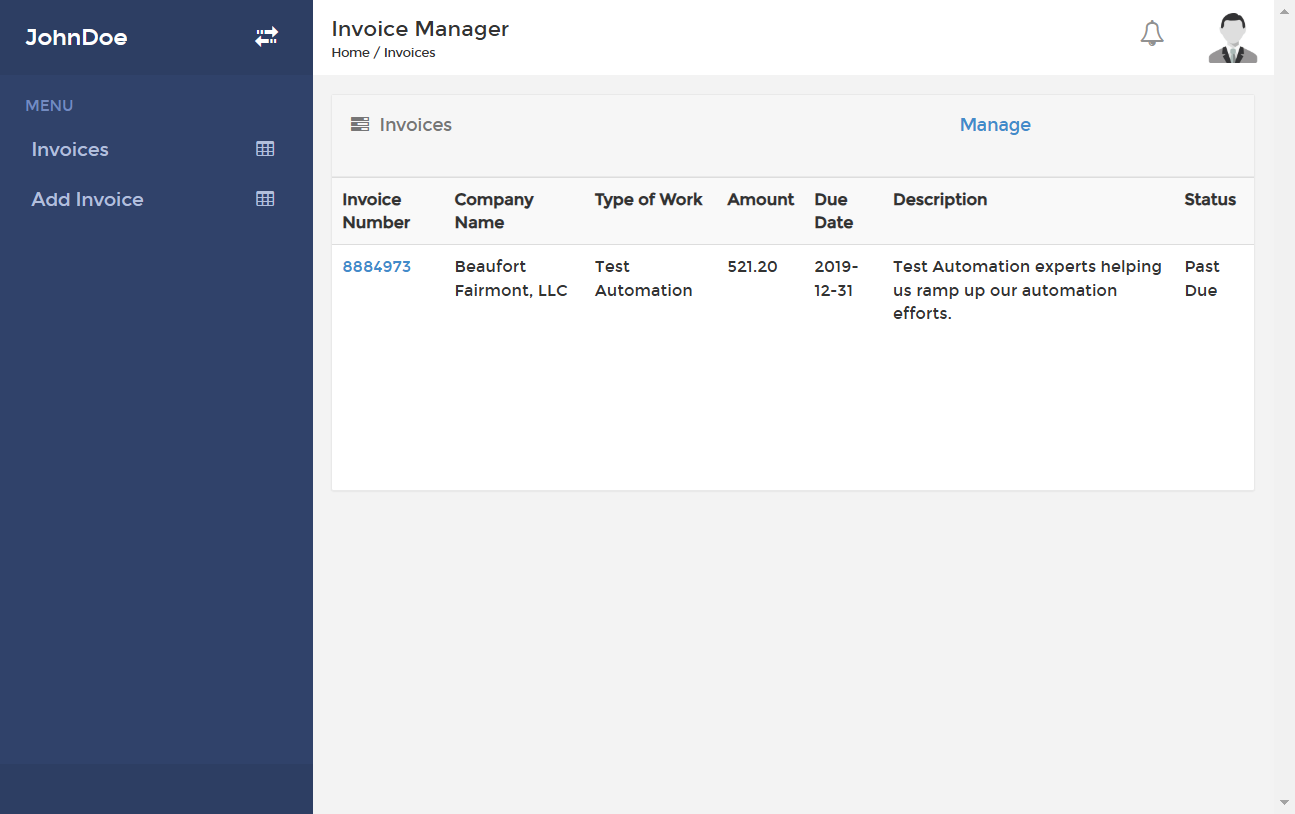 JohnDoe
MENU
Invoices
Add Invoice
Invoice Manager
Home / Invoices
Invoices
Manage
Invoice Number
Company Name
Type of Work
Amount
Due Date
Description
Status
8884973
Beaufort
Fairmont, LLC
Test
Automation
521.20
2019-
12-31
Test Automation experts helping
us ramp up our automation
efforts.
Past
Due